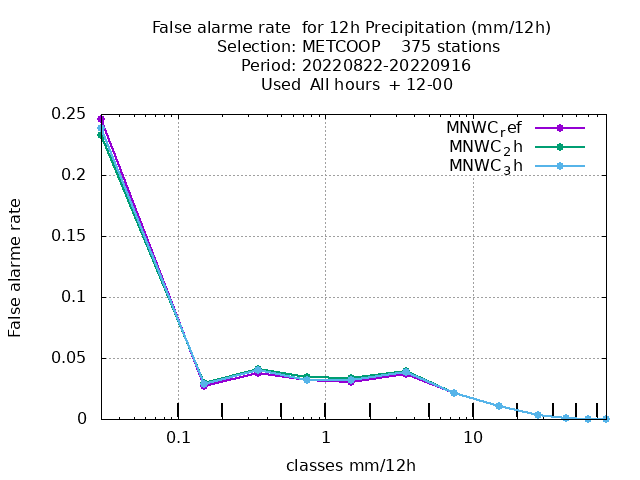 False alarme rate  for 12h Precipitation (mm/12h)
Selection: METCOOP    375 stations
Period: 20220822-20220916
Used  All hours  + 12-00
0.25
0.2
0.15
0.1
0.05
0
False alarme rate
MNWC_ref
MNWC_2h
MNWC_3h
0.1 1 10
classes mm/12h